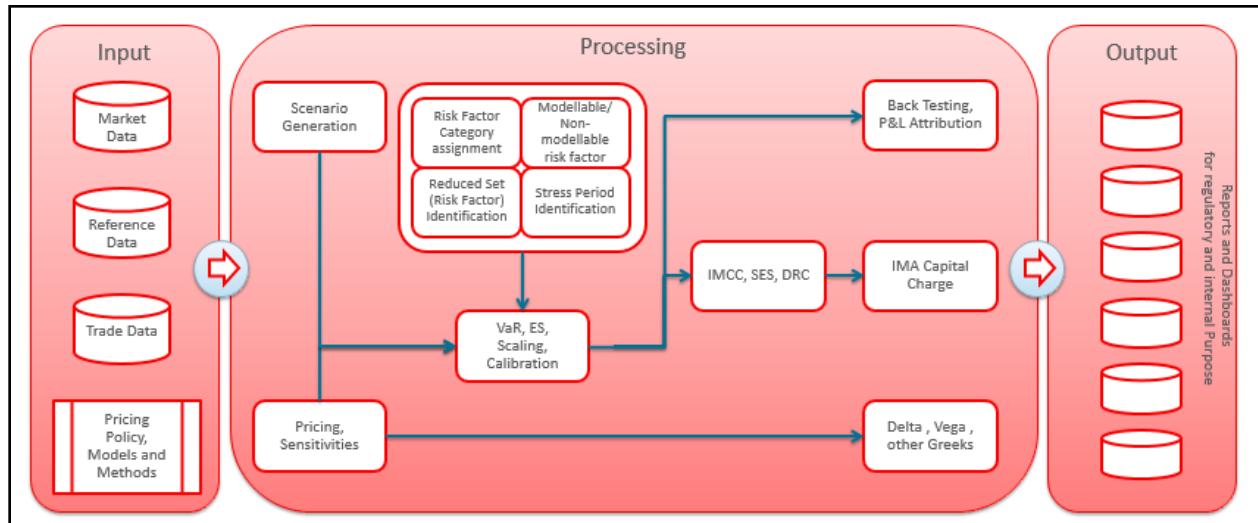 Input
Market
Data
Reference
Data
Trade Data
Pricing
Policy,
Models and
Methods
Processing
Scenario
Generation
Risk Factor
Category
assignment
Modellable/
Non-
modellable
risk factor
Reduced Set
(Risk Factor)
Identification
Stress Period
Identification
VaR, ES,
Scaling,
Calibration
Pricing,
Sensitivities
IMCC, SES, DRC
Back Testing,
P&L Attribution
IMA Capital
Charge
Delta , Vega ,
other Greeks
Output
Reports and Dashboards
for regulatory and internal Purpose